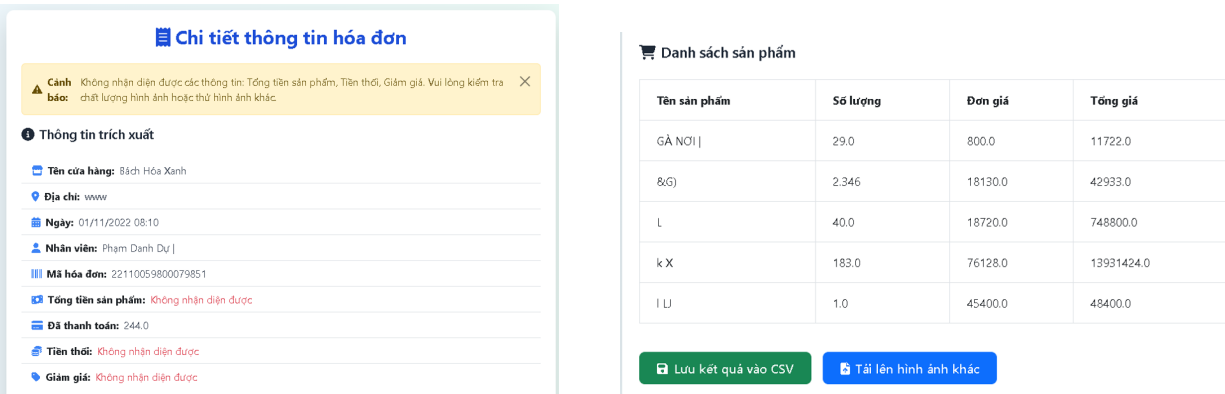 Chi tiết thông tin hóa đơn
Cảnh báo: Không nhận diện được các thông tin: Tổng tiền sản phẩm, Tiền thối, Giảm giá. Vui lòng kiểm tra
chất lượng hình ảnh hoặc thử hình ảnh khác.
Thông tin trích xuất
Tên cửa hàng: Bách Hóa Xanh
Địa chỉ: www
Ngày: 01/11/2022 08:10
Nhân viên: Phạm Danh Dự |
Mã hóa đơn: 22110059800079851
Tổng tiền sản phẩm: Không nhận diện được
Đã thanh toán: 244.0
Tiền thối: Không nhận diện được
Giảm giá: Không nhận diện được
Danh sách sản phẩm
Tên sản phẩm Số lượng Đơn giá Tổng giá
GÀ NƠI | 29.0 800.0 11722.0
&G) 2.346 18130.0 42933.0
L 40.0 18720.0 748800.0
k X 183.0 76128.0 13931424.0
I LJ 1.0 45400.0 48400.0
Lưu kết quả vào CSV Tải lên hình ảnh khác